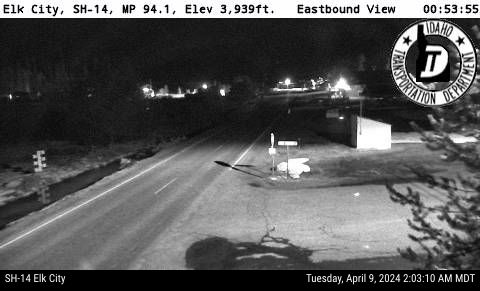 Elk City, SH-14, MP 94.1, Elev 3,939ft. Eastbound View 00:53:55
IDAHO
TRANSPORTATION DEPARTMENT
SH-14 Elk City Tuesday, April 9, 2024 2:03:10 AM MDT